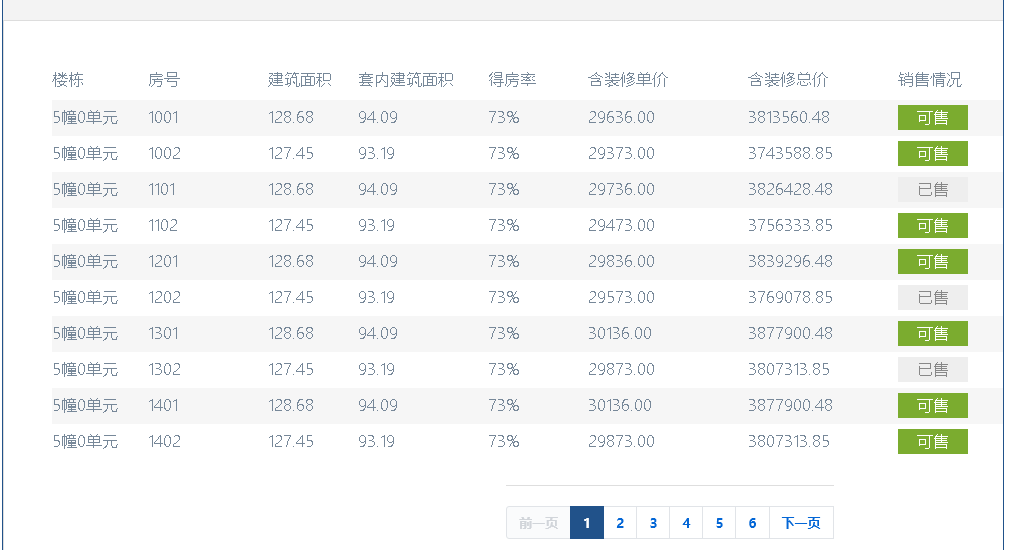 楼栋 房号 建筑面积 套内建筑面积 得房率 含装修单价 含装修总价 销售情况
5幢0单元 1001 128.68 94.09 73% 29636.00 3813560.48 可售
5幢0单元 1002 127.45 93.19 73% 29373.00 3743588.85 可售
5幢0单元 1101 128.68 94.09 73% 29736.00 3826428.48 已售
5幢0单元 1102 127.45 93.19 73% 29473.00 3756333.85 可售
5幢0单元 1201 128.68 94.09 73% 29836.00 3839296.48 可售
5幢0单元 1202 127.45 93.19 73% 29573.00 3769078.85 已售
5幢0单元 1301 128.68 94.09 73% 30136.00 3877900.48 可售
5幢0单元 1302 127.45 93.19 73% 29873.00 3807313.85 已售
5幢0单元 1401 128.68 94.09 73% 30136.00 3877900.48 可售
5幢0单元 1402 127.45 93.19 73% 29873.00 3807313.85 可售
前一页 1 2 3 4 5 6 下一页